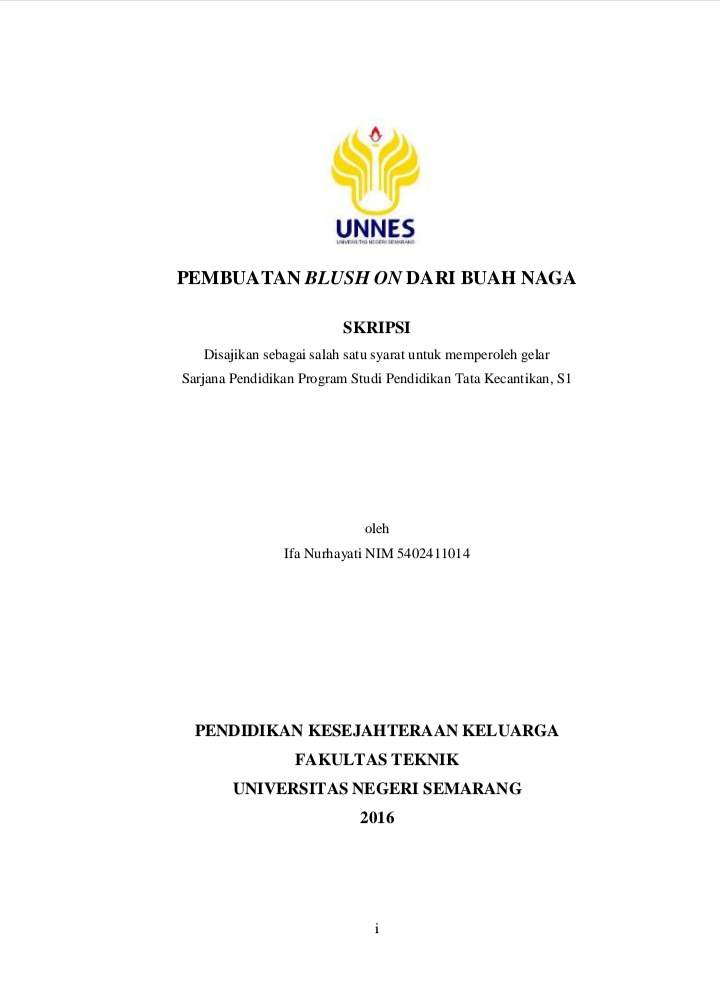 UNNES
UNIVERSITAS NEGERI SEMARANG
PEMBUATAN BLUSH ON DARI BUAH NAGA
SKRIPSI
Disajikan sebagai salah satu syarat untuk memperoleh gelar
Sarjana Pendidikan Program Studi Pendidikan Tata Kecantikan, S1
oleh
Ifa Nurhayati NIM 5402411014
PENDIDIKAN KESEJAHTERAAN KELUARGA
FAKULTAS TEKNIK
UNIVERSITAS NEGERI SEMARANG
2016
i